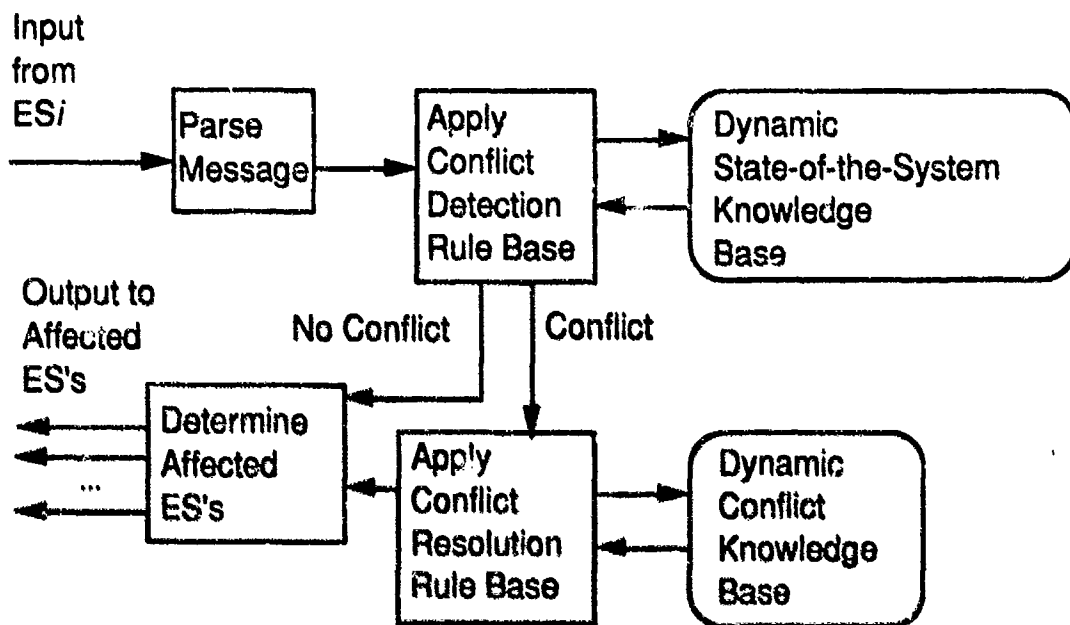 Input
from
ESi
Parse
Message
Apply
Conflict
Detection
Rule Base
Dynamic
State-of-the-System
Knowledge
Base
No Conflict
Conflict
Output to
Affected
ES's
...
Determine
Affected
ES's
Apply
Conflict
Resolution
Rule Base
Dynamic
Conflict
Knowledge
Base